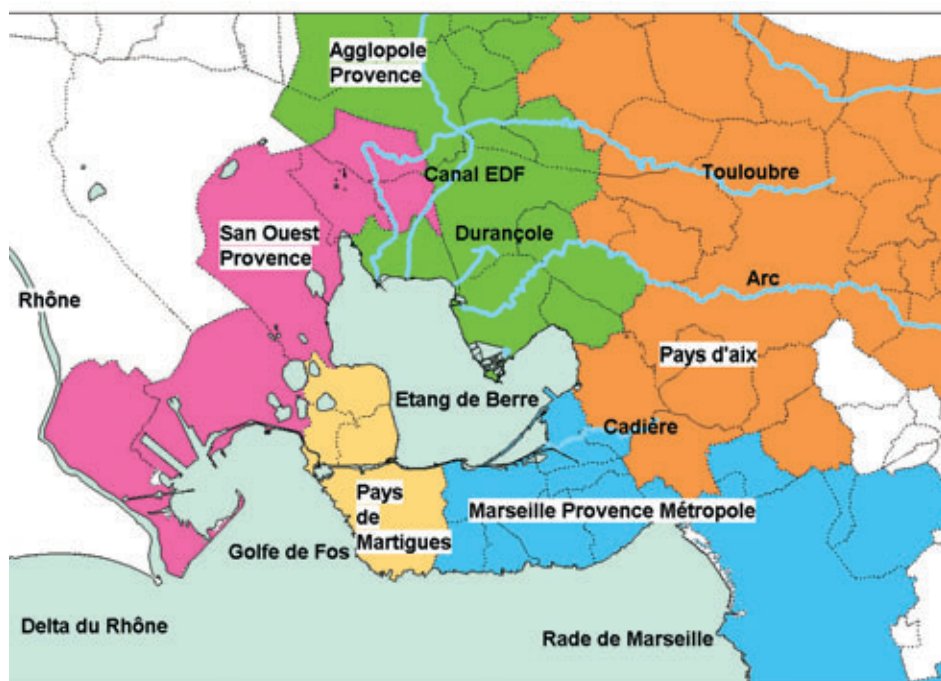 Agglopole
Provence
Canal EDF
Touloubre
San Ouest
Provence
Durançole
Rhône
Arc
Pays d'aix
Etang de Berre
Cadière
Pays
de
Martigues
Marseille Provence Métropole
Golfe de Fos
Delta du Rhône
Rade de Marseille